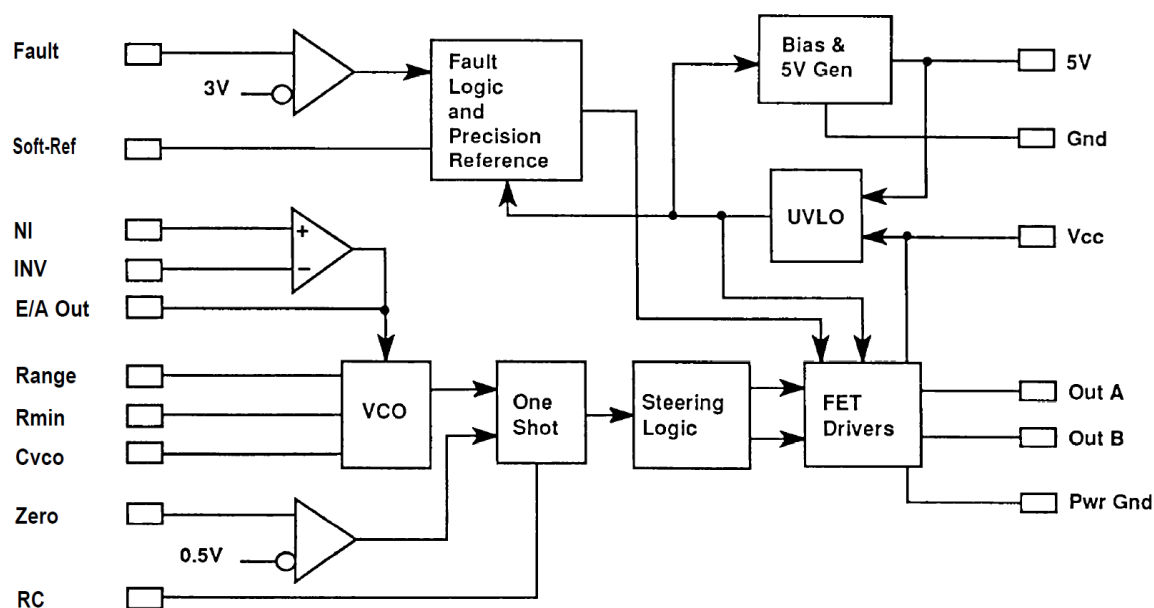 Fault
3V
Soft-Ref
Fault
Logic
and
Precision
Reference
Bias &
5V Gen
5V
Gnd
UVLO
Vcc
NI
+
INV
−
E/A Out
Range
Rmin
Cvco
VCO
One
Shot
Steering
Logic
FET
Drivers
Out A
Out B
Pwr Gnd
Zero
0.5V
RC